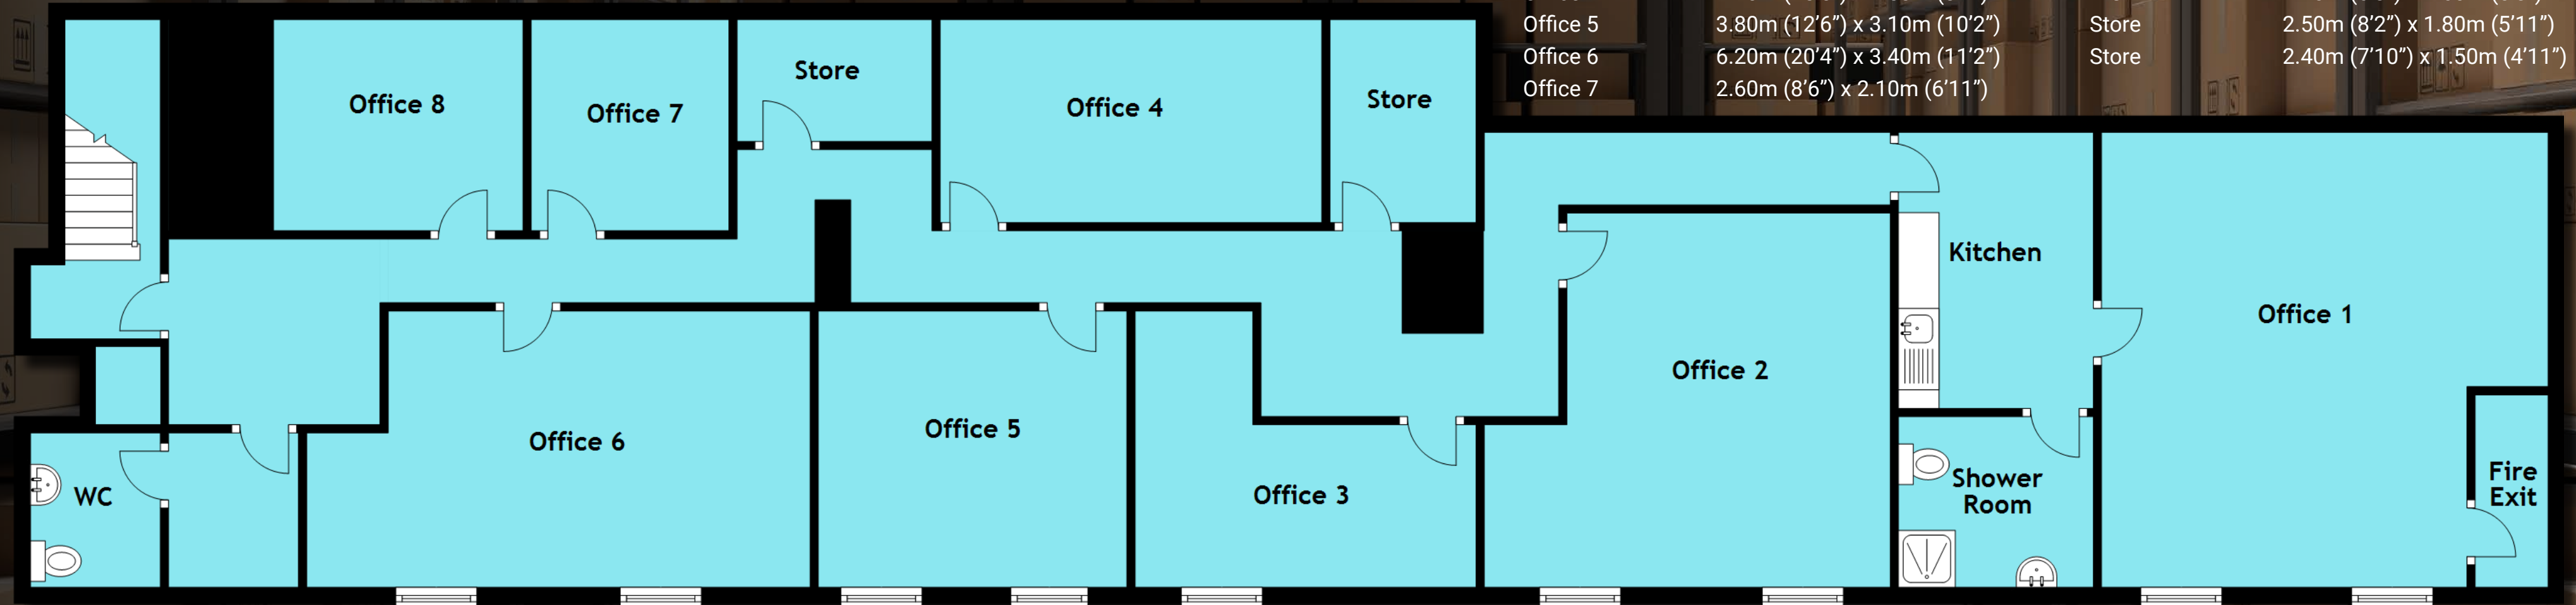 Office 5 3.80m (12’6”) x 3.10m (10’2”) Store 2.50m (8’2”) x 1.80m (5’11”)
Office 6 6.20m (20’4”) x 3.40m (11’2”) Store 2.40m (7’10”) x 1.50m (4’11”)
Office 7 2.60m (8’6”) x 2.10m (6’11”)
Store
Office 8
Office 7
Office 4
Store
Kitchen
Office 1
Office 2
Office 6
Office 5
Office 3
WC
Shower
Room
Fire
Exit